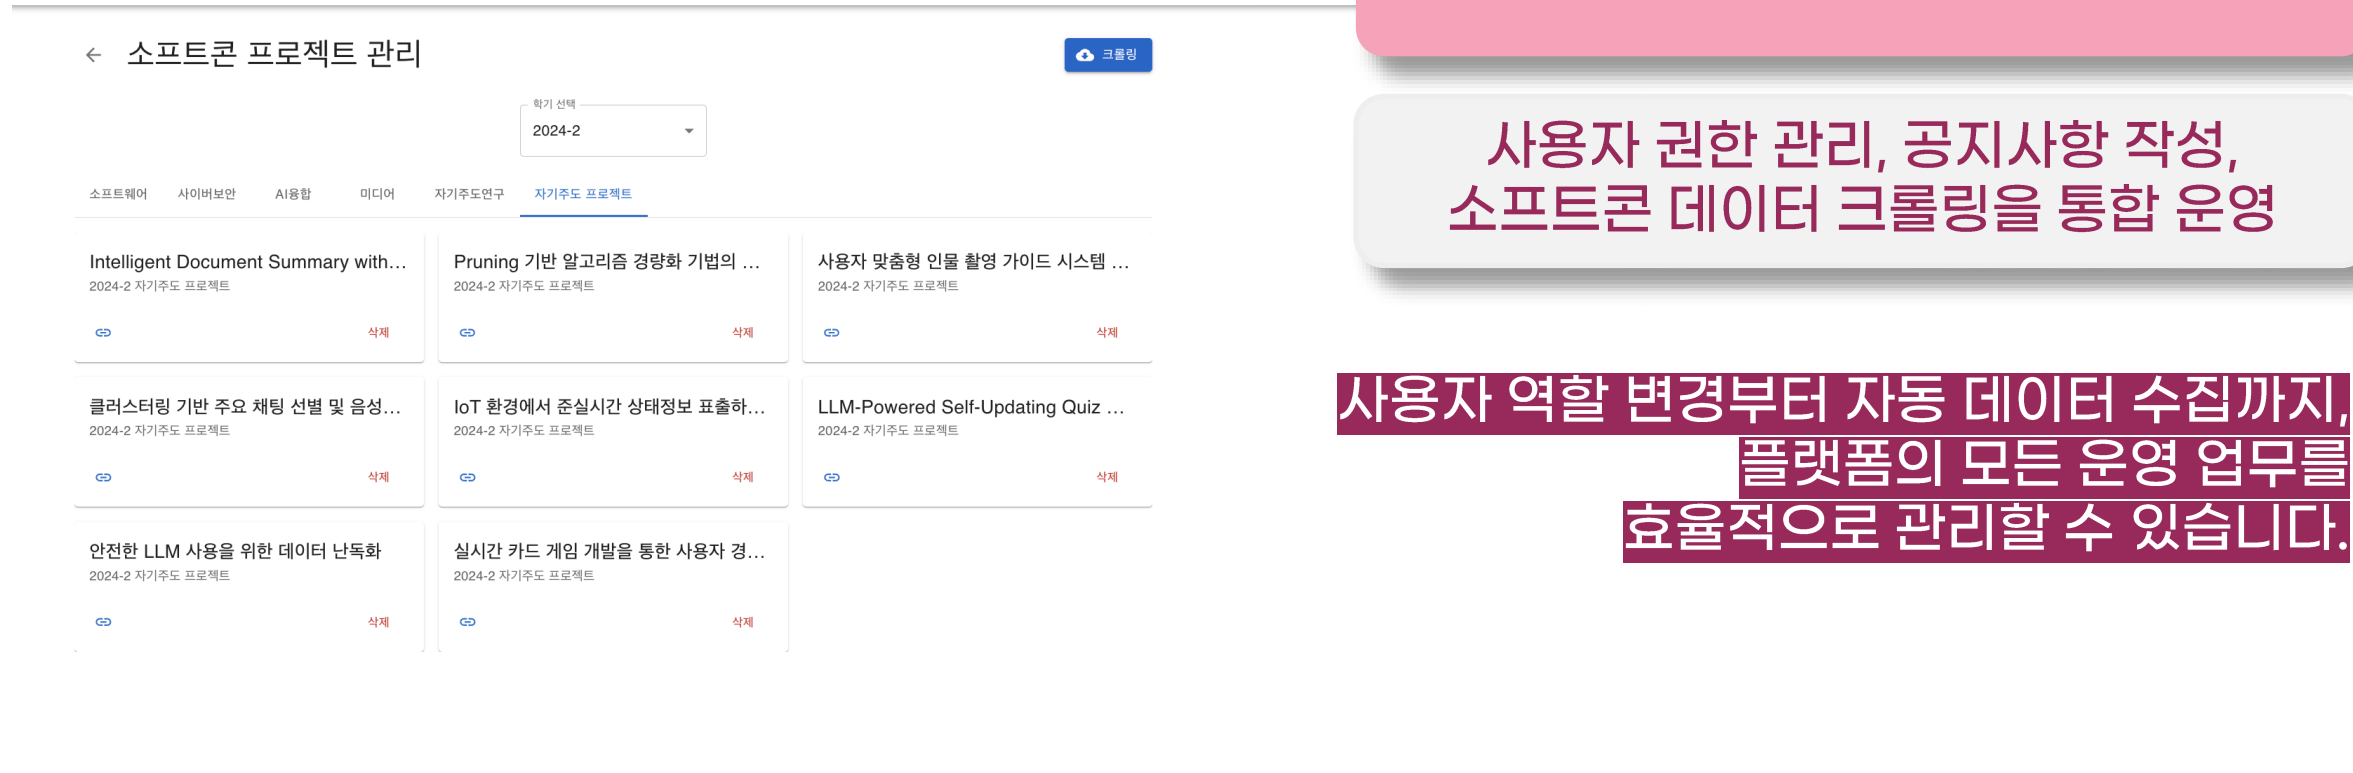 소프트콘 프로젝트 관리
크롤링
학기 선택
2024-2
소프트웨어 사이버보안 AI융합 미디어 자기주도연구 자기주도 프로젝트
Intelligent Document Summary with...
2024-2 자기주도 프로젝트
삭제
Pruning 기반 알고리즘 경량화 기법의 ...
2024-2 자기주도 프로젝트
삭제
사용자 맞춤형 인물 촬영 가이드 시스템 ...
2024-2 자기주도 프로젝트
삭제
클러스터링 기반 주요 채팅 선별 및 음성...
2024-2 자기주도 프로젝트
삭제
IoT 환경에서 준실시간 상태정보 표출하...
2024-2 자기주도 프로젝트
삭제
LLM-Powered Self-Updating Quiz ...
2024-2 자기주도 프로젝트
삭제
안전한 LLM 사용을 위한 데이터 난독화
2024-2 자기주도 프로젝트
삭제
실시간 카드 게임 개발을 통한 사용자 경...
2024-2 자기주도 프로젝트
삭제
사용자 권한 관리, 공지사항 작성,
소프트콘 데이터 크롤링을 통합 운영
사용자 역할 변경부터 자동 데이터 수집까지,
플랫폼의 모든 운영 업무를
효율적으로 관리할 수 있습니다.